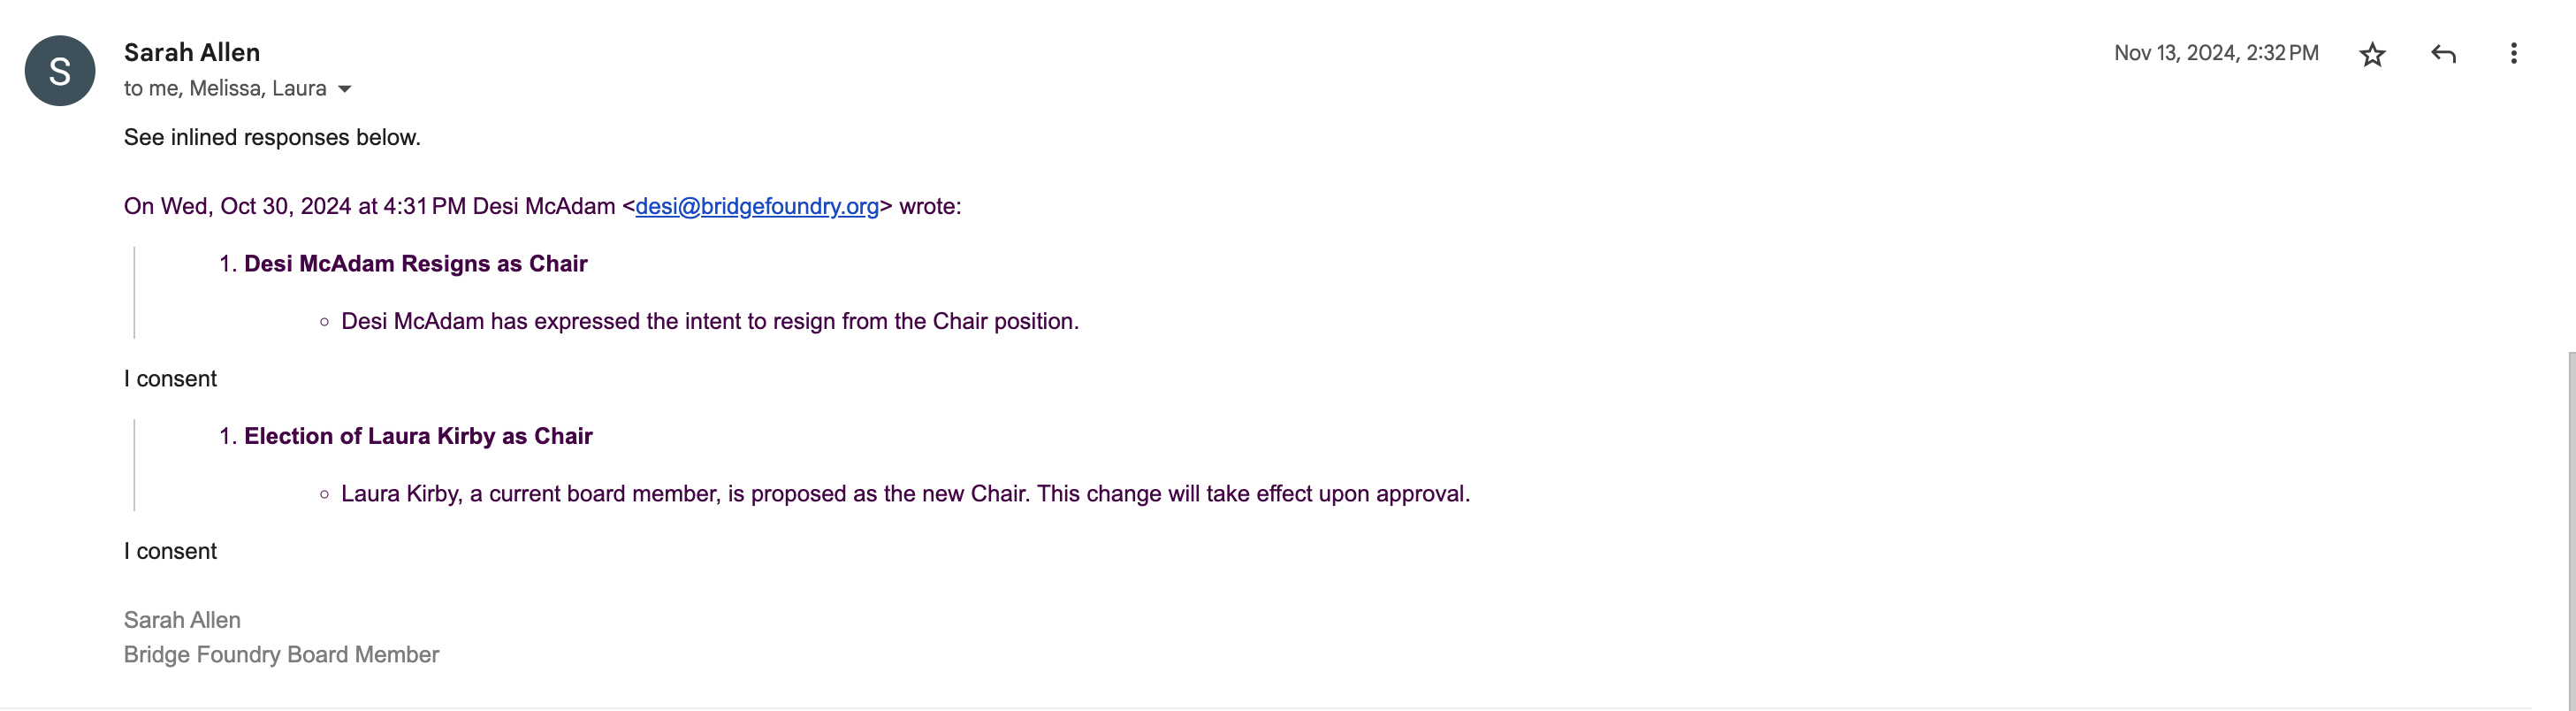 S
Sarah Allen
Nov 13, 2024, 2:32 PM
to me, Melissa, Laura
See inlined responses below.
On Wed, Oct 30, 2024 at 4:31 PM Desi McAdam <desi@bridgefoundry.org> wrote:
1. Desi McAdam Resigns as Chair
○ Desi McAdam has expressed the intent to resign from the Chair position.
I consent
1. Election of Laura Kirby as Chair
○ Laura Kirby, a current board member, is proposed as the new Chair. This change will take effect upon approval.
I consent
Sarah Allen
Bridge Foundry Board Member